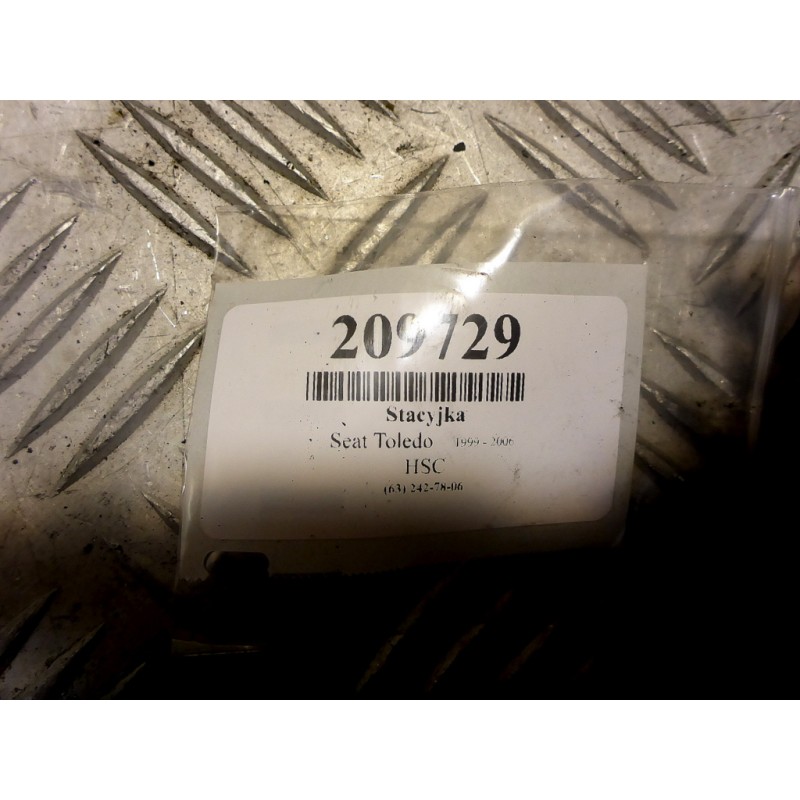 209729
Stacyjka
Seat Toledo 1999 - 2006
HSC
(63) 242-78-06